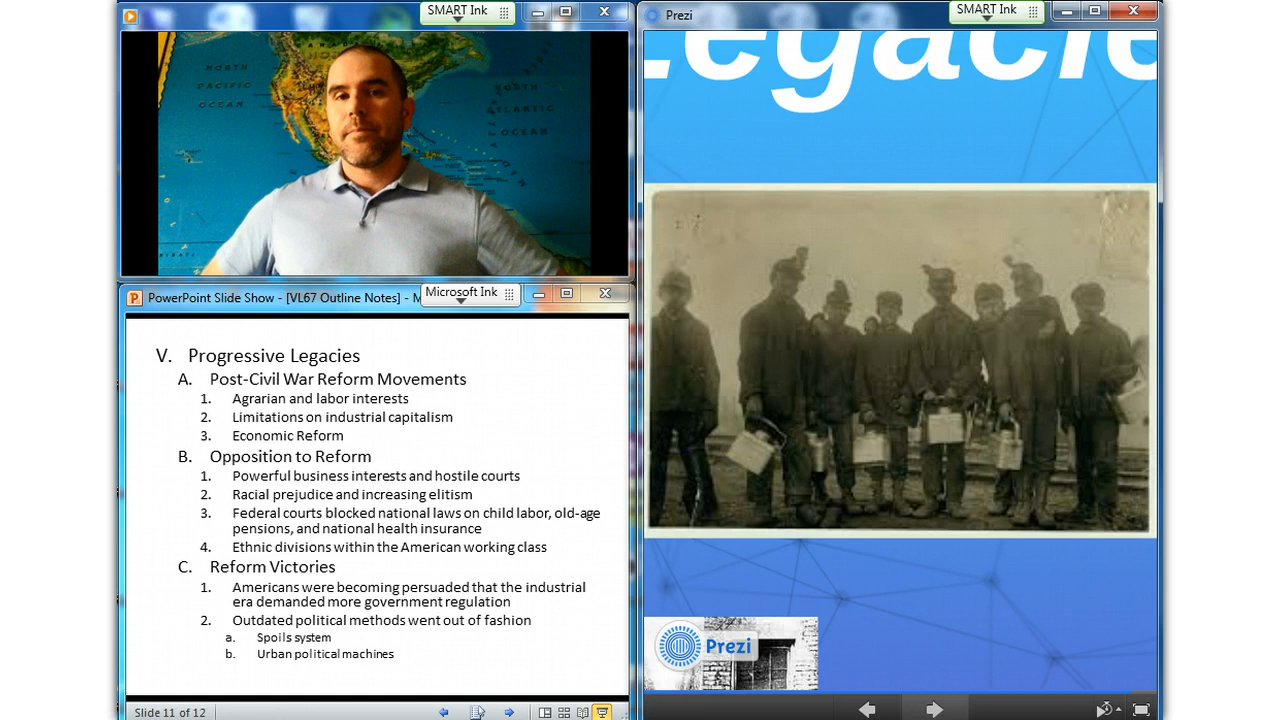 SMART Ink
NORTH
PACIFIC
OCEAN
NORTH
ATLANTIC
OCEAN
PowerPoint Slide Show - [VL67 Outline Notes] - M
Microsoft Ink
V. Progressive Legacies
A. Post-Civil War Reform Movements
1. Agrarian and labor interests
2. Limitations on industrial capitalism
3. Economic Reform
B. Opposition to Reform
1. Powerful business interests and hostile courts
2. Racial prejudice and increasing elitism
3. Federal courts blocked national laws on child labor, old-age
pensions, and national health insurance
4. Ethnic divisions within the American working class
C. Reform Victories
1. Americans were becoming persuaded that the industrial
era demanded more government regulation
2. Outdated political methods went out of fashion
a. Spoils system
b. Urban political machines
Slide 11 of 12
Prezi
SMART Ink
Legacie
Prezi